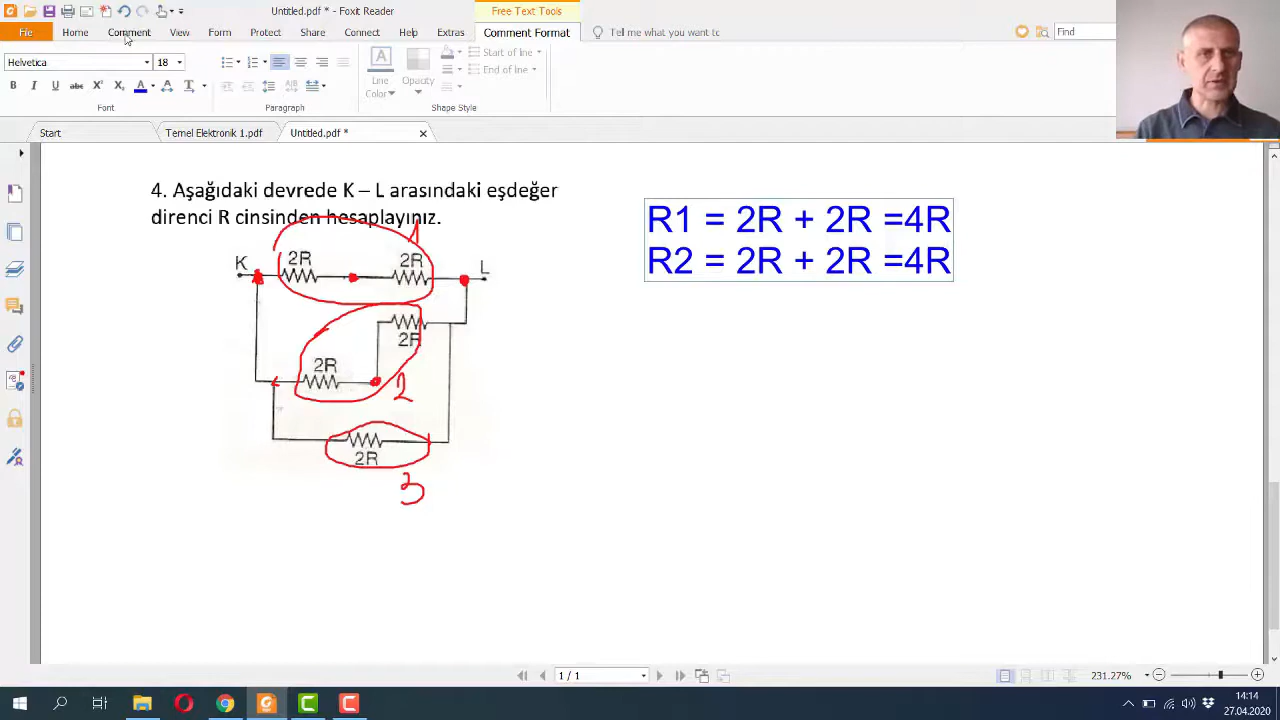 Untitled.pdf * - Foxit Reader
Free Text Tools
File Home Comment View Form Protect Share Connect Help Extras Comment Format Tell me what you want to Find
Helvetica 18 Start of line
B I U abc X² X₂ A T Line Color Opacity End of line
Font Paragraph Shape Style
Start Temel Elektronik 1.pdf Untitled.pdf *
4. Aşağıdaki devrede K – L arasındaki eşdeğer
direnci R cinsinden hesaplayınız.
R1 = 2R + 2R =4R
R2 = 2R + 2R =4R
1
K 2R 2R L
2R
2R
2
2R
3
1 / 1 231.27%
14:14
27.04.2020